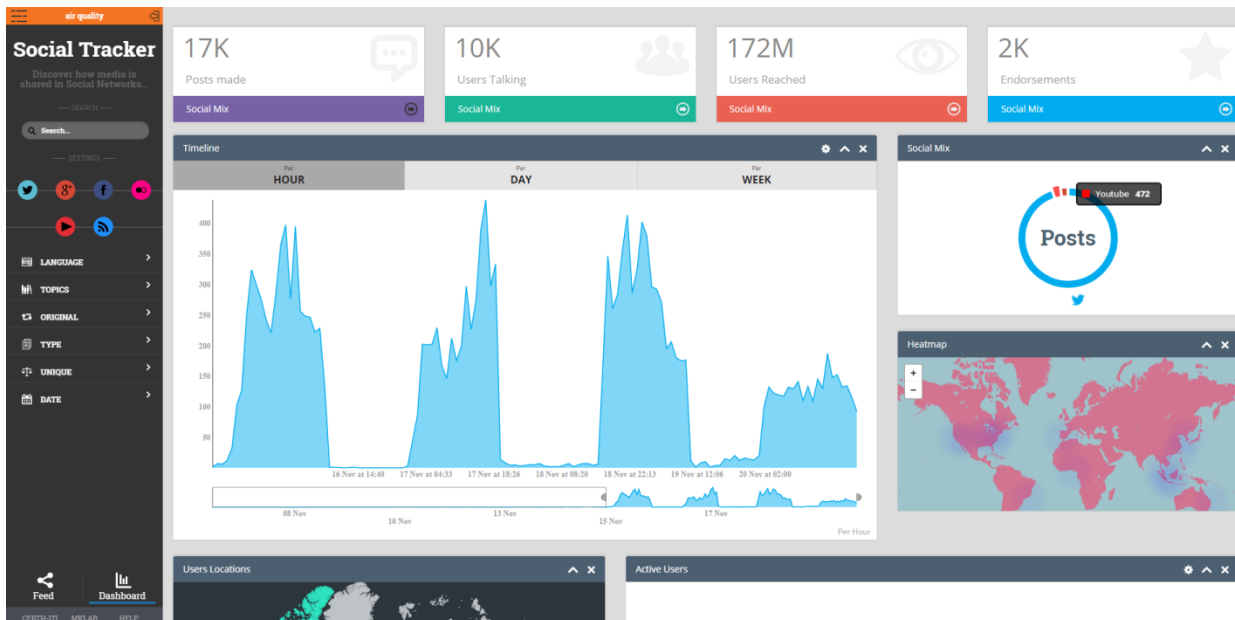 air quality
Social Tracker
Discover how media is
shared in Social Networks...
SEARCH
Search...
SETTINGS
LANGUAGE
TOPICS
ORIGINAL
TYPE
UNIQUE
DATE
Feed
Dashboard
CERTH-ITI MKLAB HELP
17K
Posts made
Social Mix
10K
Users Talking
Social Mix
172M
Users Reached
Social Mix
2K
Endorsements
Social Mix
Timeline
Per
HOUR
Per
DAY
Per
WEEK
400
350
300
250
200
150
100
50
16 Nov at 14:40 17 Nov at 04:33 17 Nov at 18:26 18 Nov at 08:20 18 Nov at 22:13 19 Nov at 12:06 20 Nov at 02:00
08 Nov
10 Nov
13 Nov
15 Nov
17 Nov
Per Hour
Social Mix
Youtube 472
Posts
Heatmap
+
−
Users Locations
Active Users